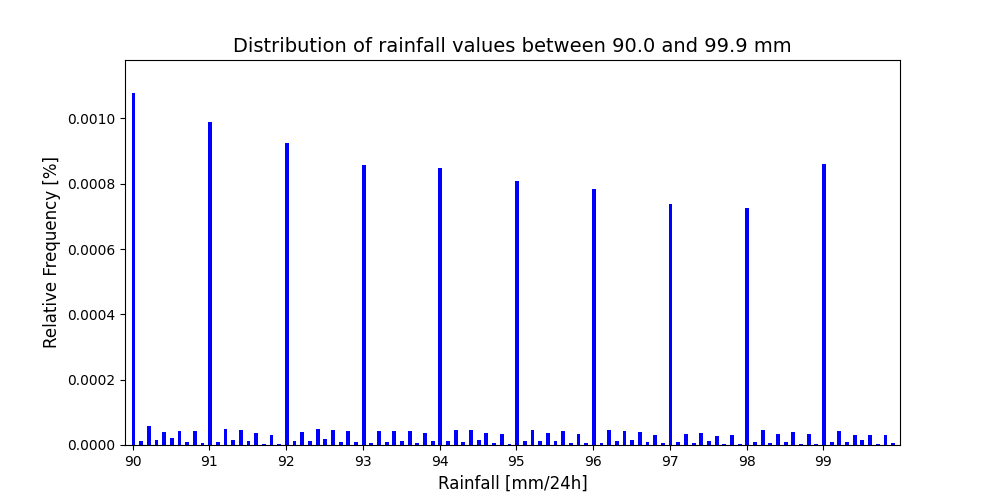 Distribution of rainfall values between 90.0 and 99.9 mm
Relative Frequency [%]
0.0010
0.0008
0.0006
0.0004
0.0002
0.0000
90 91 92 93 94 95 96 97 98 99
Rainfall [mm/24h]